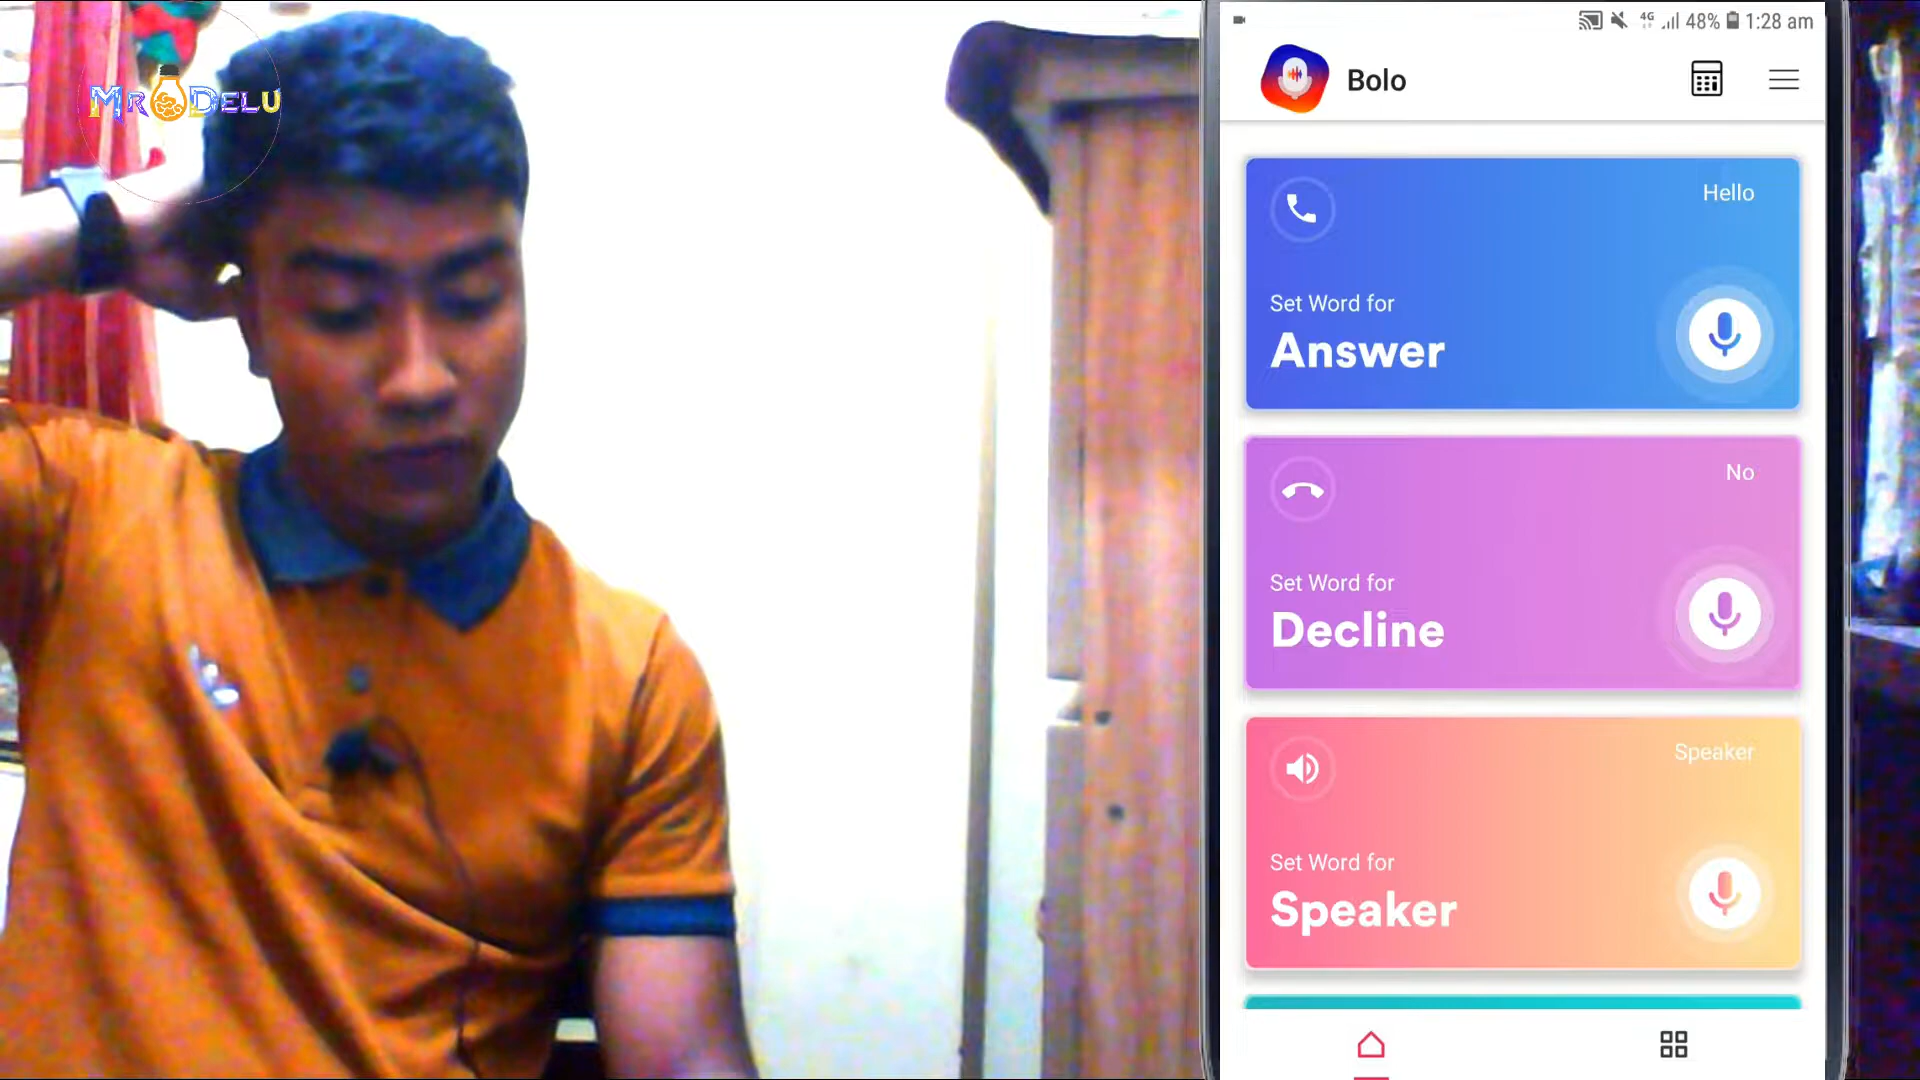 MR DELU
48% 1:28 am
4G
Bolo
Hello
Set Word for
Answer
No
Set Word for
Decline
Speaker
Set Word for
Speaker